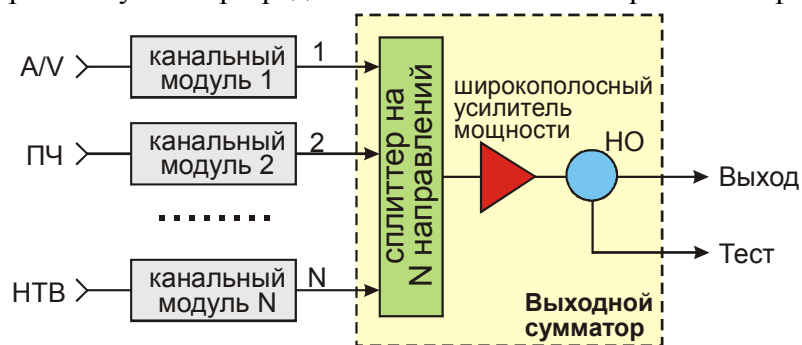 A/V
канальный
модуль 1
1
ПЧ
канальный
модуль 2
2
НТВ
канальный
модуль N
N
сплиттер на
N направлений
широкополосный
усилитель
мощности
НО
Выход
Тест
Выходной
сумматор